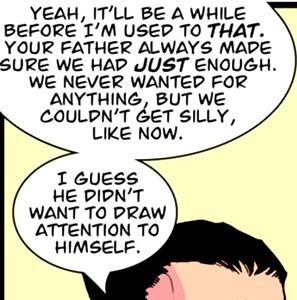 YEAH, IT'LL BE A WHILE
BEFORE I'M USED TO THAT.
YOUR FATHER ALWAYS MADE
SURE WE HAD JUST ENOUGH.
WE NEVER WANTED FOR
ANYTHING, BUT WE
COULDN'T GET SILLY,
LIKE NOW.
I GUESS
HE DIDN'T
WANT TO DRAW
ATTENTION TO
HIMSELF.